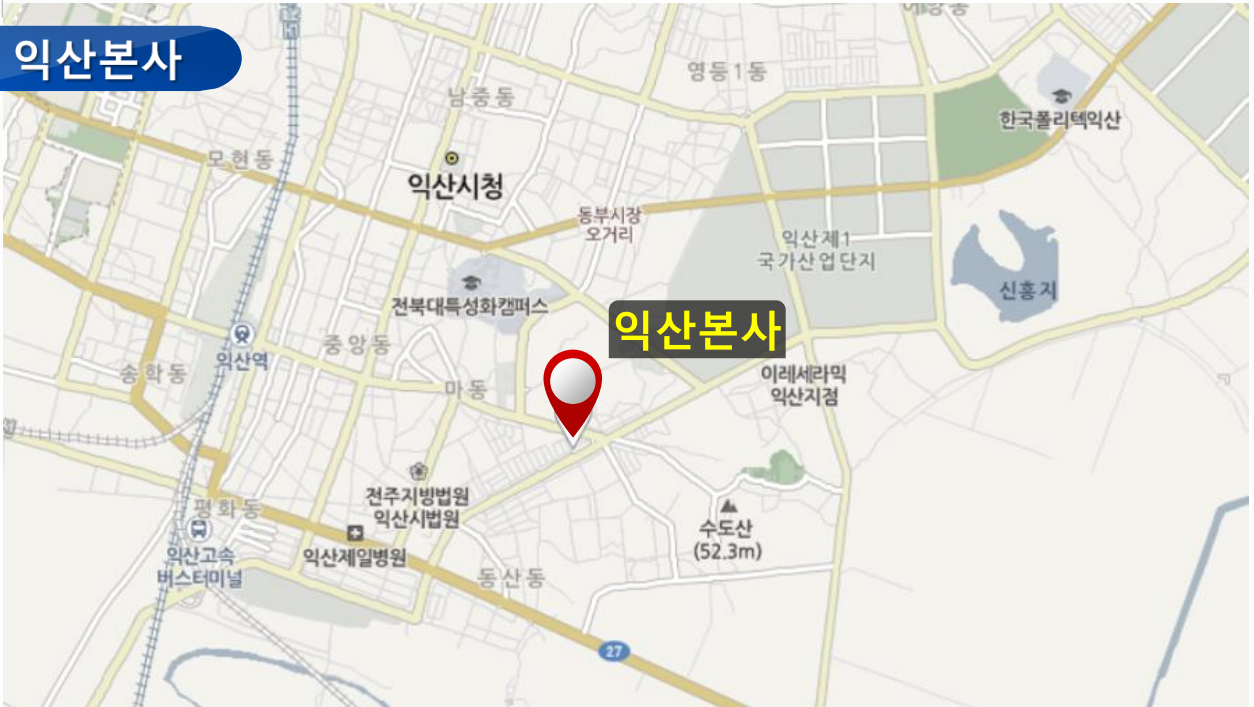 익산본사
영등1동
남중동
한국폴리텍익산
모현동
익산시청
동부시장
오거리
익산제1
국가산업단지
신흥지
전북대특성화캠퍼스
익산본사
중앙동
익산역
송학동
마동
이레세라믹
익산지점
전주지방법원
익산시법원
평화동
수도산
(52.3m)
익산제일병원
익산고속
버스터미널
동산동
27